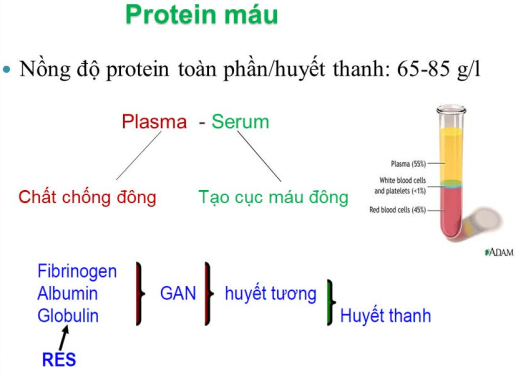 Protein máu
• Nồng độ protein toàn phần/huyết thanh: 65-85 g/l
Plasma - Serum
Chất chống đông
Tạo cục máu đông
Plasma (55%)
White blood cells
and platelets (<1%)
Red blood cells (45%)
ADAM
Fibrinogen
Albumin
Globulin
GAN
huyết tương
Huyết thanh
RES